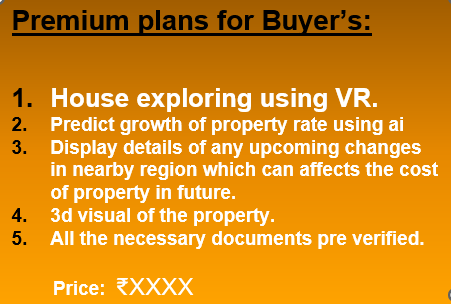 Premium plans for Buyer’s:
1. House exploring using VR.
2. Predict growth of property rate using ai
3. Display details of any upcoming changes
in nearby region which can affects the cost
of property in future.
4. 3d visual of the property.
5. All the necessary documents pre verified.
Price: ₹XXXX